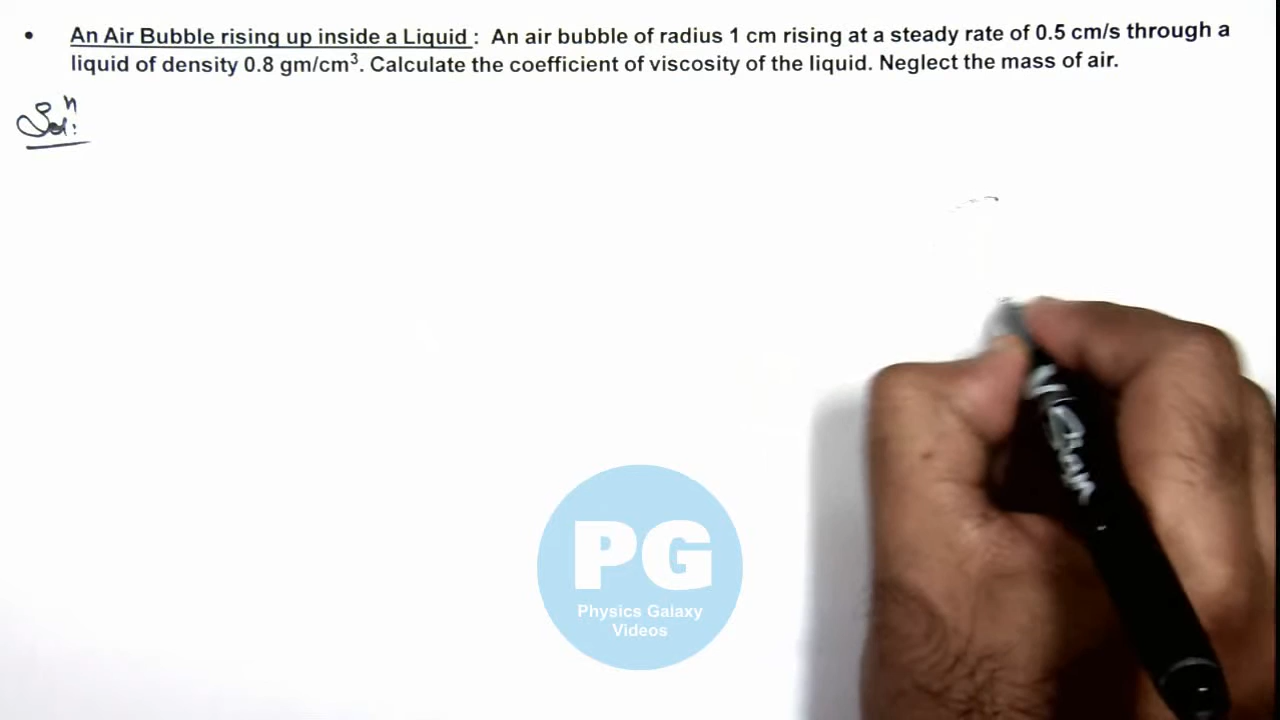 • An Air Bubble rising up inside a Liquid : An air bubble of radius 1 cm rising at a steady rate of 0.5 cm/s through a
liquid of density 0.8 gm/cm³. Calculate the coefficient of viscosity of the liquid. Neglect the mass of air.
Solⁿ:
PG
Physics Galaxy
Videos